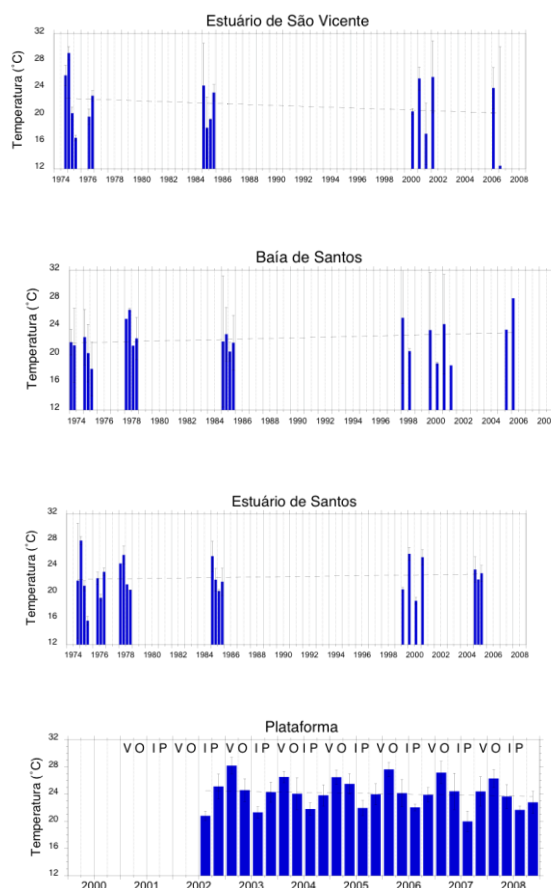 Estuário de São Vicente
Temperatura (˚C)
32
28
24
20
16
12
1974 1976 1978 1980 1982 1984 1986 1988 1990 1992 1994 1996 1998 2000 2002 2004 2006 2008
Baía de Santos
Temperatura (˚C)
32
28
24
20
16
12
1974 1976 1978 1980 1982 1984 1986 1988 1990 1992 1994 1996 1998 2000 2002 2004 2006 200
Estuário de Santos
Temperatura (˚C)
32
28
24
20
16
12
1974 1976 1978 1980 1982 1984 1986 1988 1990 1992 1994 1996 1998 2000 2002 2004 2006 2008
Plataforma
Temperatura (˚C)
32
28
24
20
16
12
V O I P V O I P V O I P V O I P V O I P V O I P V O I P V O I P
2000 2001 2002 2003 2004 2005 2006 2007 2008